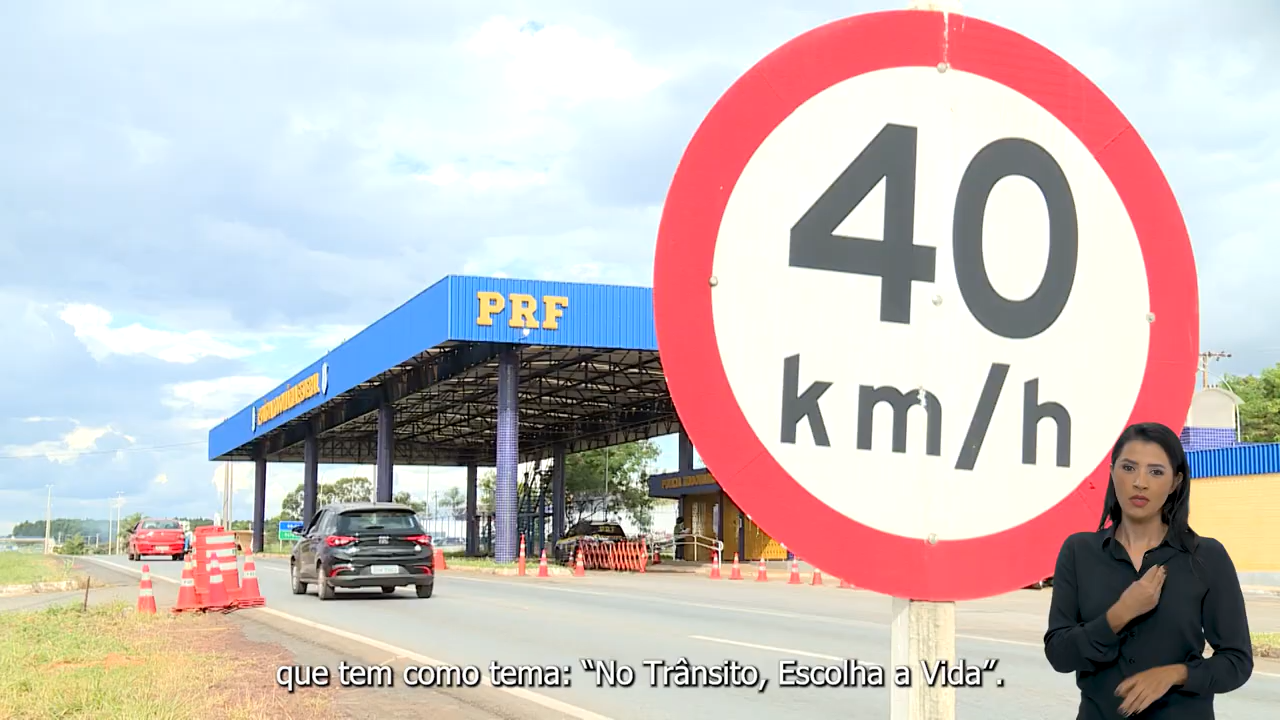 40
km/h
PRF
que tem como tema: “No Trânsito, Escolha a Vida“.